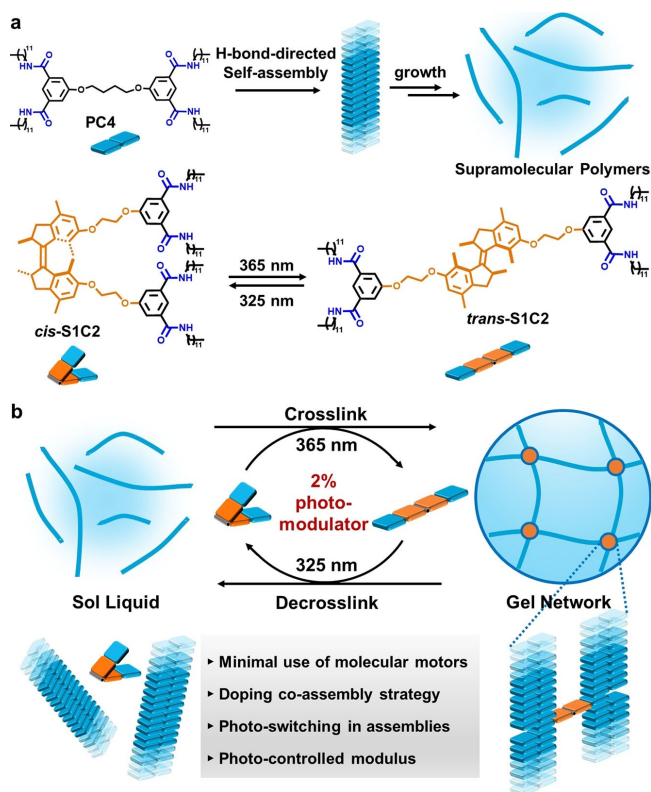 a
H-bond-directed
Self-assembly
growth
PC4
Supramolecular Polymers
365 nm
325 nm
cis-S1C2
trans-S1C2
b
Crosslink
365 nm
2%
photo-
modulator
325 nm
Decrosslink
Sol Liquid
Gel Network
▸ Minimal use of molecular motors
▸ Doping co-assembly strategy
▸ Photo-switching in assemblies
▸ Photo-controlled modulus